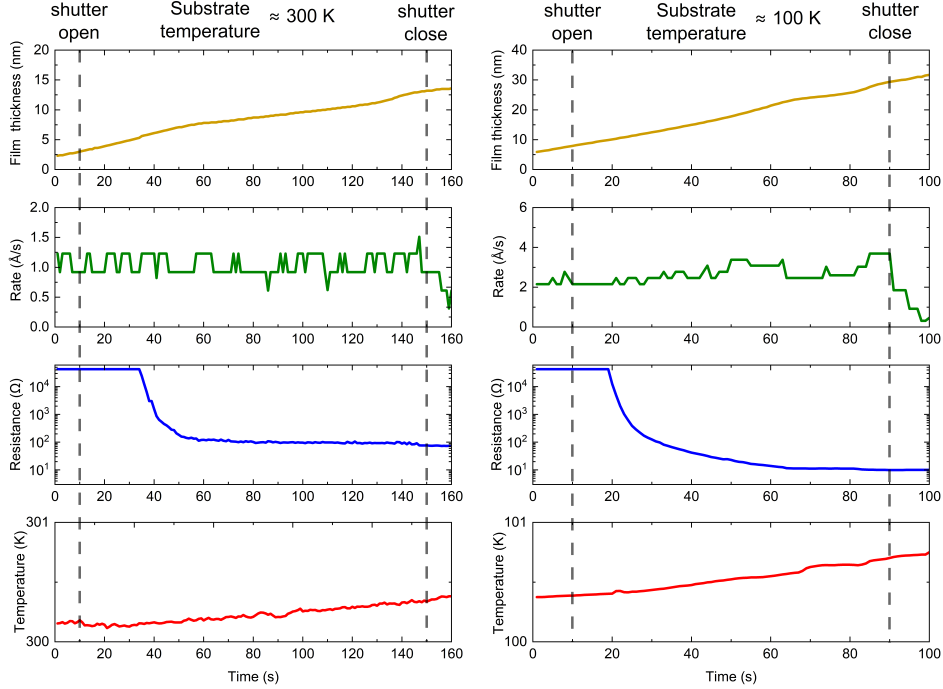 shutter open
Substrate temperature ≈ 300 K
shutter close
Film thickness (nm)
20
15
10
5
0
0 20 40 60 80 100 120 140 160
Rate (Å/s)
2.0
1.5
1.0
0.5
0.0
0 20 40 60 80 100 120 140 160
Resistance (Ω)
10⁴
10³
10²
10¹
0 20 40 60 80 100 120 140 160
Temperature (K)
301
300
0 20 40 60 80 100 120 140 160
Time (s)
shutter open
Substrate temperature ≈ 100 K
shutter close
Film thickness (nm)
40
30
20
10
0
0 20 40 60 80 100
Rate (Å/s)
6
4
2
0
0 20 40 60 80 100
Resistance (Ω)
10⁴
10³
10²
10¹
0 20 40 60 80 100
Temperature (K)
101
100
0 20 40 60 80 100
Time (s)